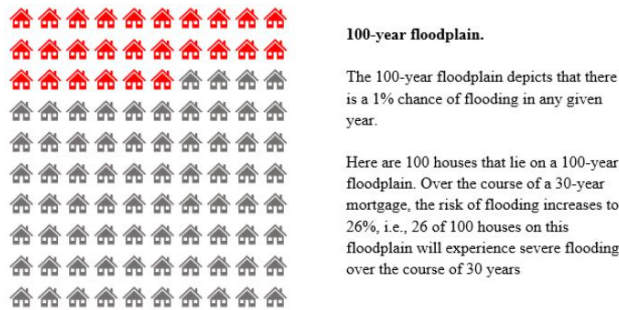 100-year floodplain.
The 100-year floodplain depicts that there
is a 1% chance of flooding in any given
year.
Here are 100 houses that lie on a 100-year
floodplain. Over the course of a 30-year
mortgage, the risk of flooding increases to
26%, i.e., 26 of 100 houses on this
floodplain will experience severe flooding
over the course of 30 years